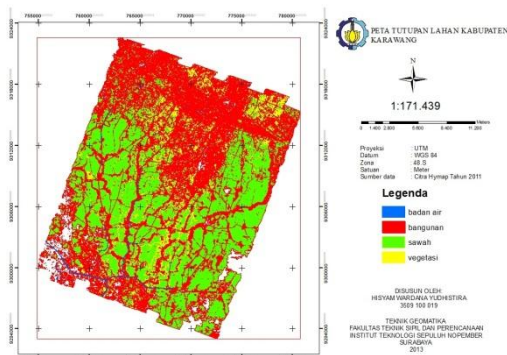 PETA TUTUPAN LAHAN KABUPATEN
KARAWANG
N
1:171.439
Meters
Proyeksi : UTM
Datum : WGS 84
Zona : 48 S
Satuan : Meter
Sumber data : Citra Hymap Tahun 2011
Legenda
badan air
bangunan
sawah
vegetasi
DISUSUN OLEH:
HISYAM WARDANA YUDHISTIRA
3509 100 019
TEKNIK GEOMATIKA
FAKULTAS TEKNIK SIPIL DAN PERENCANAAN
INSTITUT TEKNOLOGI SEPULUH NOPEMBER
SURABAYA
2013